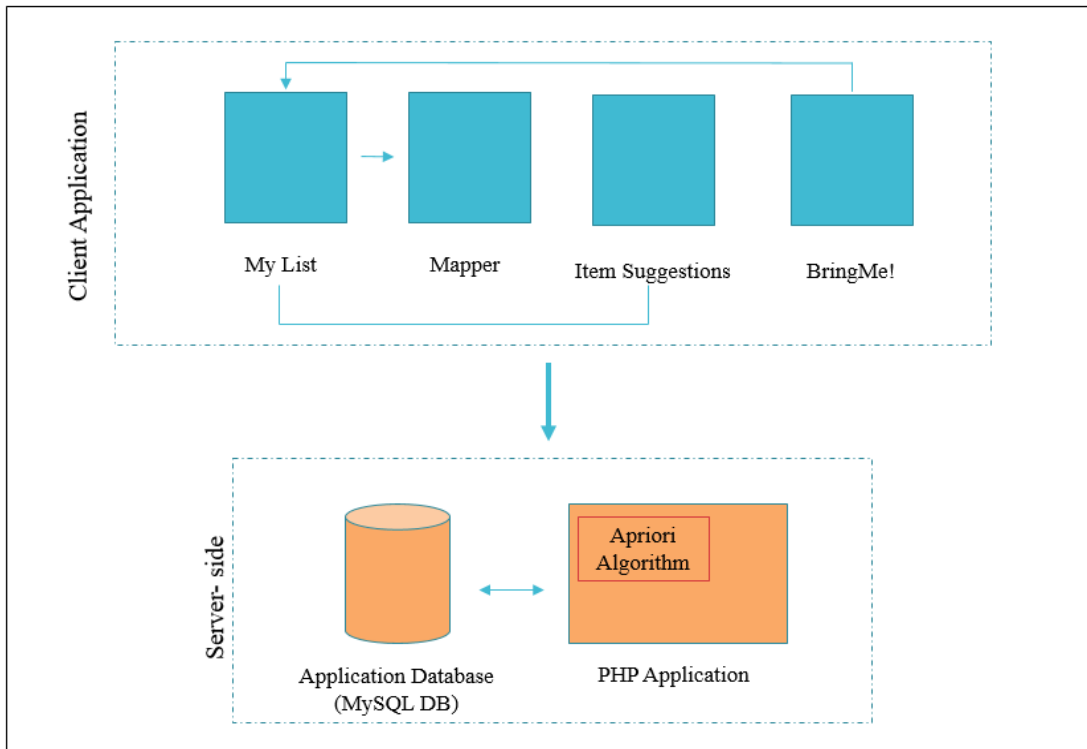 Client Application
My List
Mapper
Item Suggestions
BringMe!
Server- side
Apriori
Algorithm
Application Database
(MySQL DB)
PHP Application